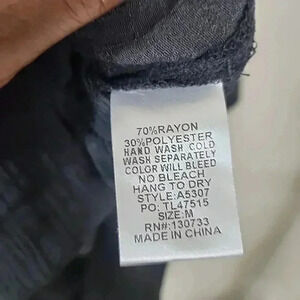 70%RAYON
30%POLYESTER
HAND WASH COLD
WASH SEPARATELY
COLOR WILL BLEED
NO BLEACH
HANG TO DRY
STYLE:A5307
PO: TL47515
SIZE:M
RN#:130733
MADE IN CHINA